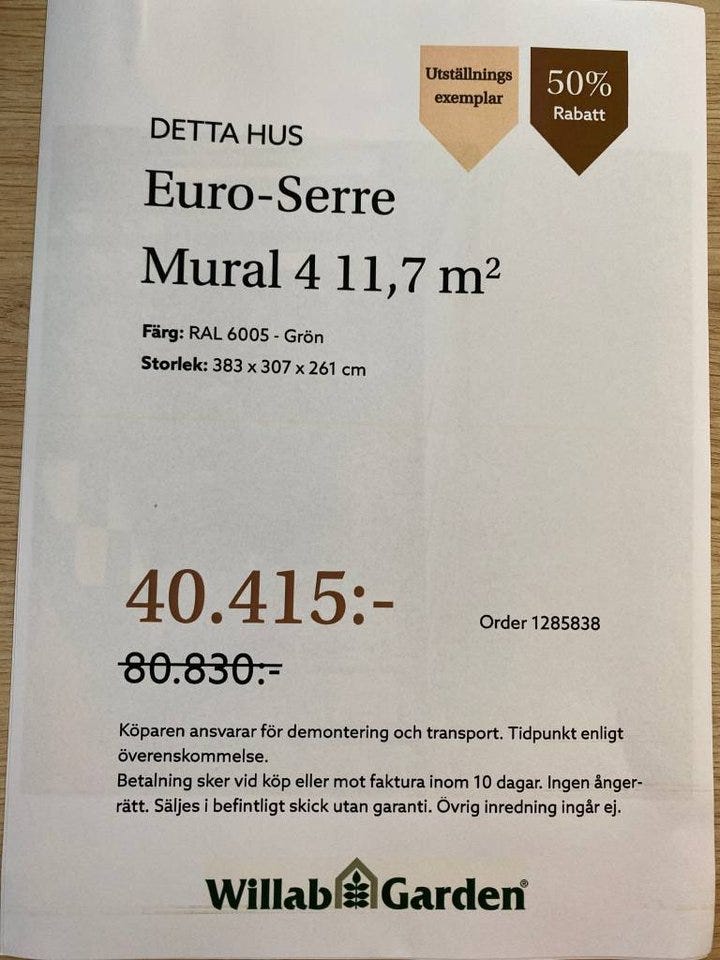 Utställnings
exemplar
50%
Rabatt
DETTA HUS
Euro-Serre
Mural 4 11,7 m²
Färg: RAL 6005 - Grön
Storlek: 383 x 307 x 261 cm
40.415:-
Order 1285838
80.830:-
Köparen ansvarar för demontering och transport. Tidpunkt enligt
överenskommelse.
Betalning sker vid köp eller mot faktura inom 10 dagar. Ingen ånger-
rätt. Säljes i befintligt skick utan garanti. Övrig inredning ingår ej.
Willab Garden®